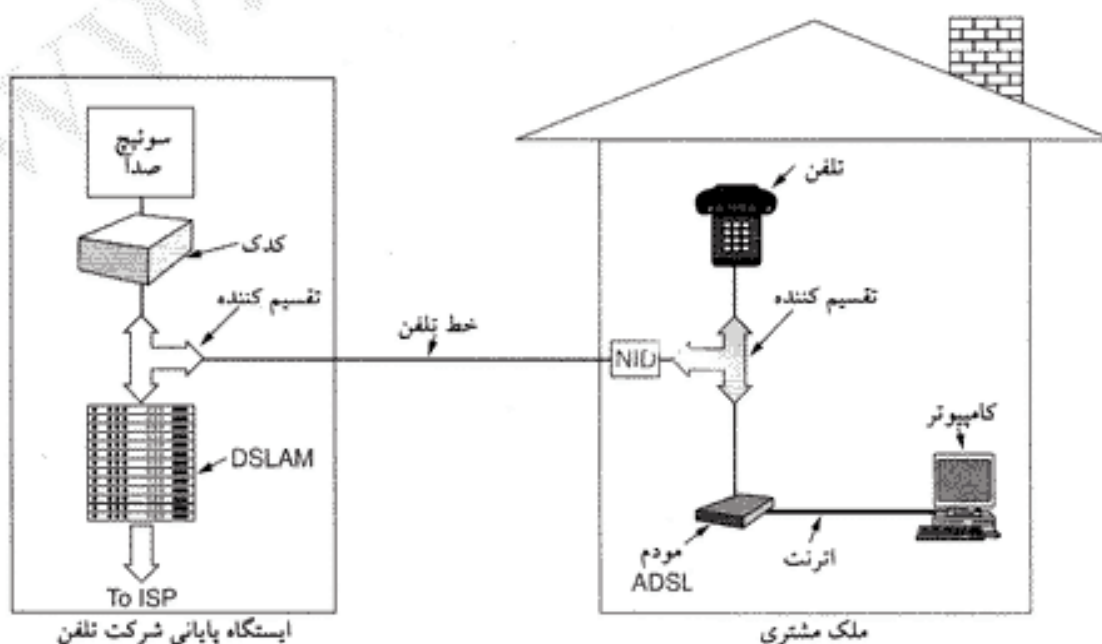 سوئیچ
صدا
کدک
تقسیم کننده
خط تلفن
DSLAM
To ISP
ایستگاه پایانی شرکت تلفن
تلفن
تقسیم کننده
NID
کامپیوتر
مودم
ADSL
اترنت
ملک مشتری